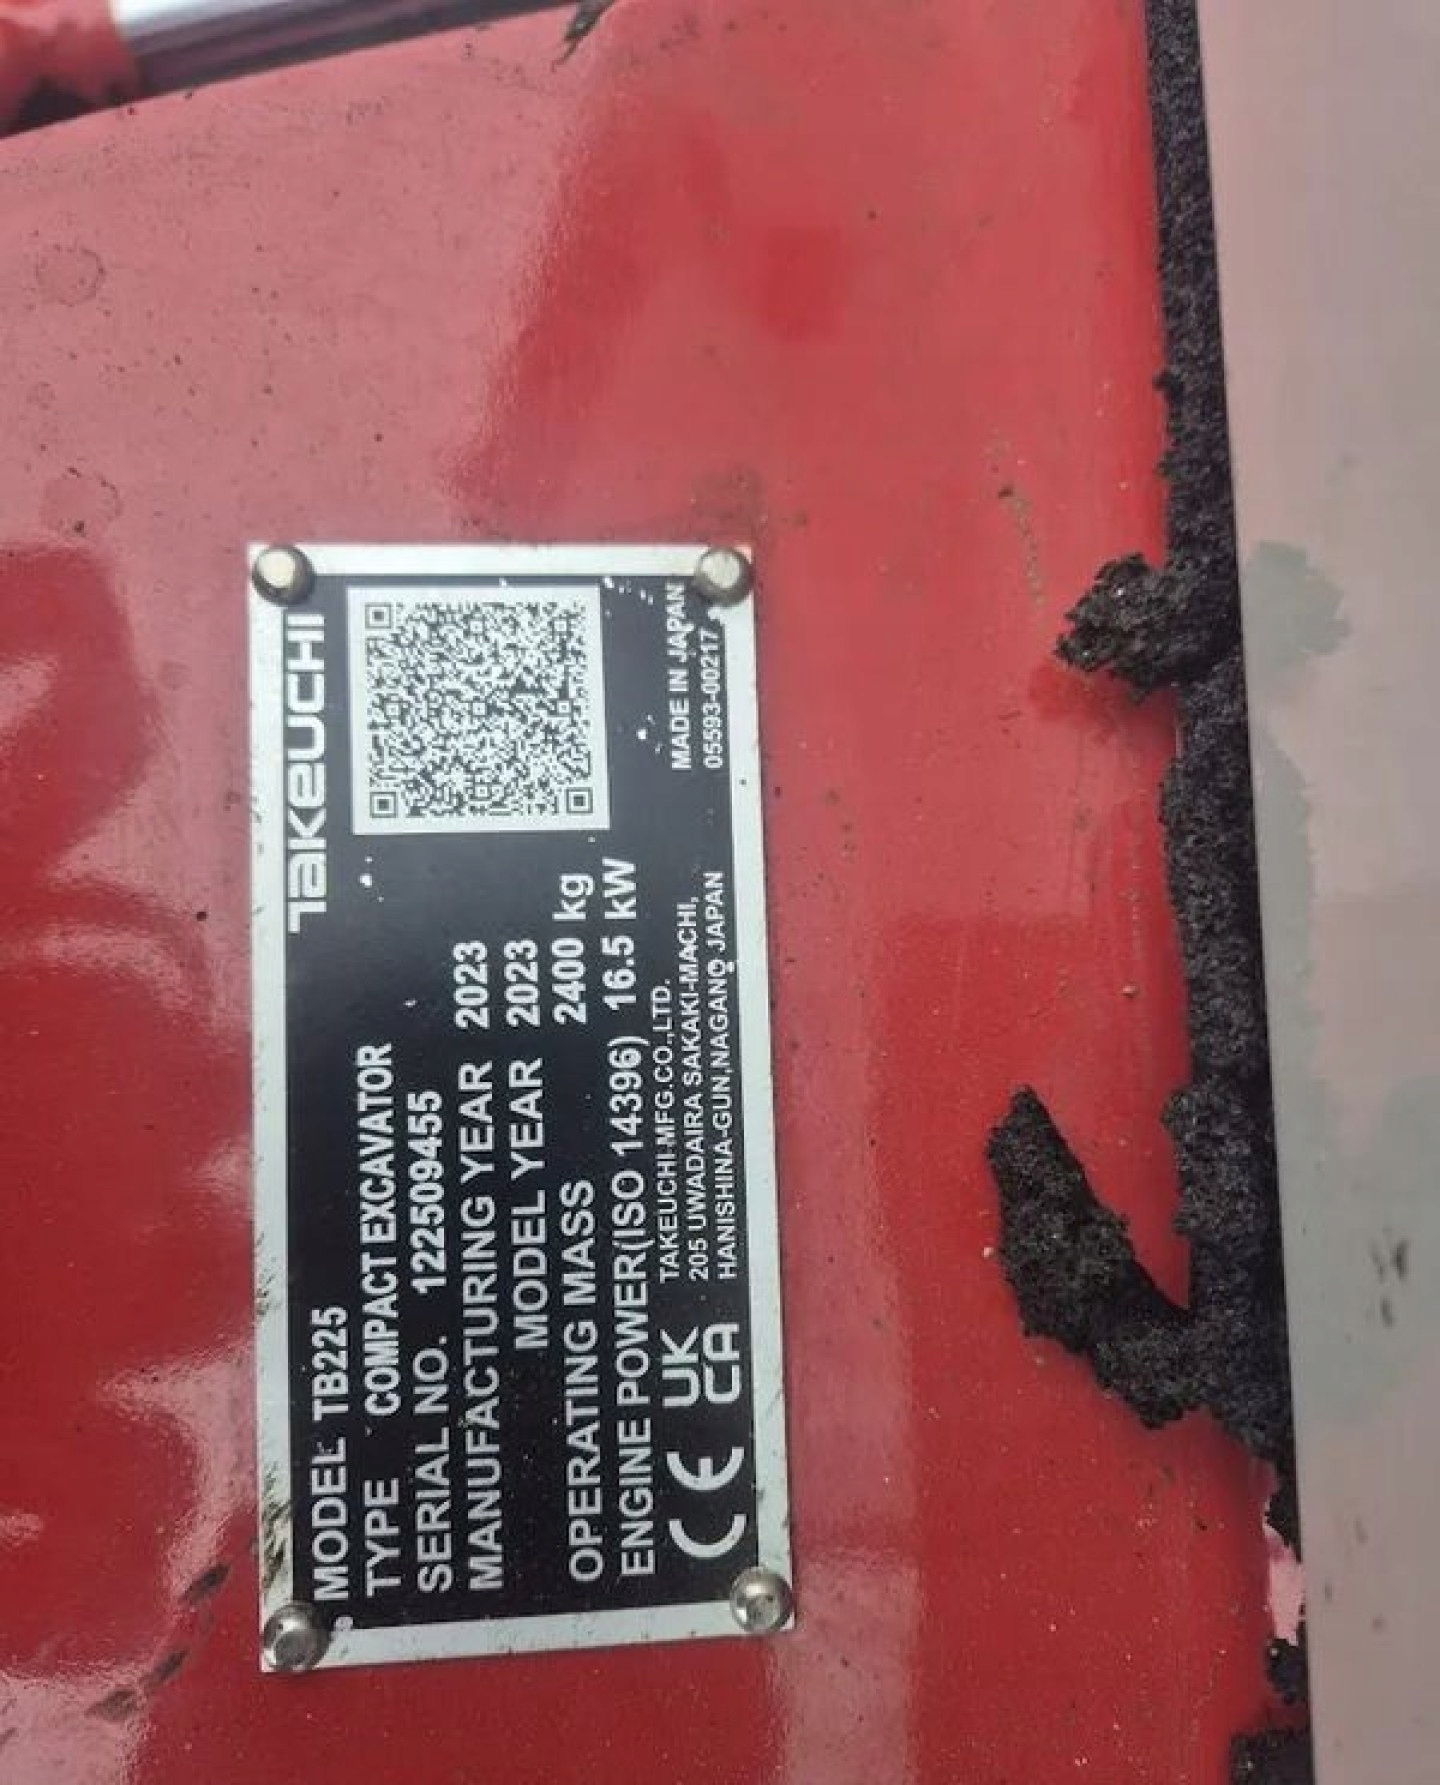 TAKEUCHI
MODEL TB225
TYPE COMPACT EXCAVATOR
SERIAL NO. 122509455
MANUFACTURING YEAR 2023
MODEL YEAR 2023
OPERATING MASS 2400 kg
ENGINE POWER(ISO 14396) 16.5 kW
CE UK CA
TAKEUCHI-MFG.CO.,LTD.
205 UWADAIRA SAKAKI-MACHI,
HANISHINA-GUN,NAGANO JAPAN
MADE IN JAPAN
05593-00217